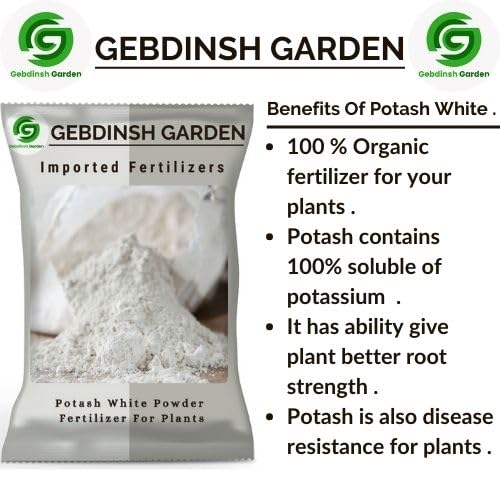 Gebdinsh Garden
GEBDINSH GARDEN
Gebdinsh Garden
Gebdinsh Garden
GEBDINSH GARDEN
Imported Fertilizers
Potash White Powder
Fertilizer For Plants
Benefits Of Potash White .
• 100 % Organic
fertilizer for your
plants .
• Potash contains
100% soluble of
potassium .
• It has ability give
plant better root
strength .
• Potash is also disease
resistance for plants .